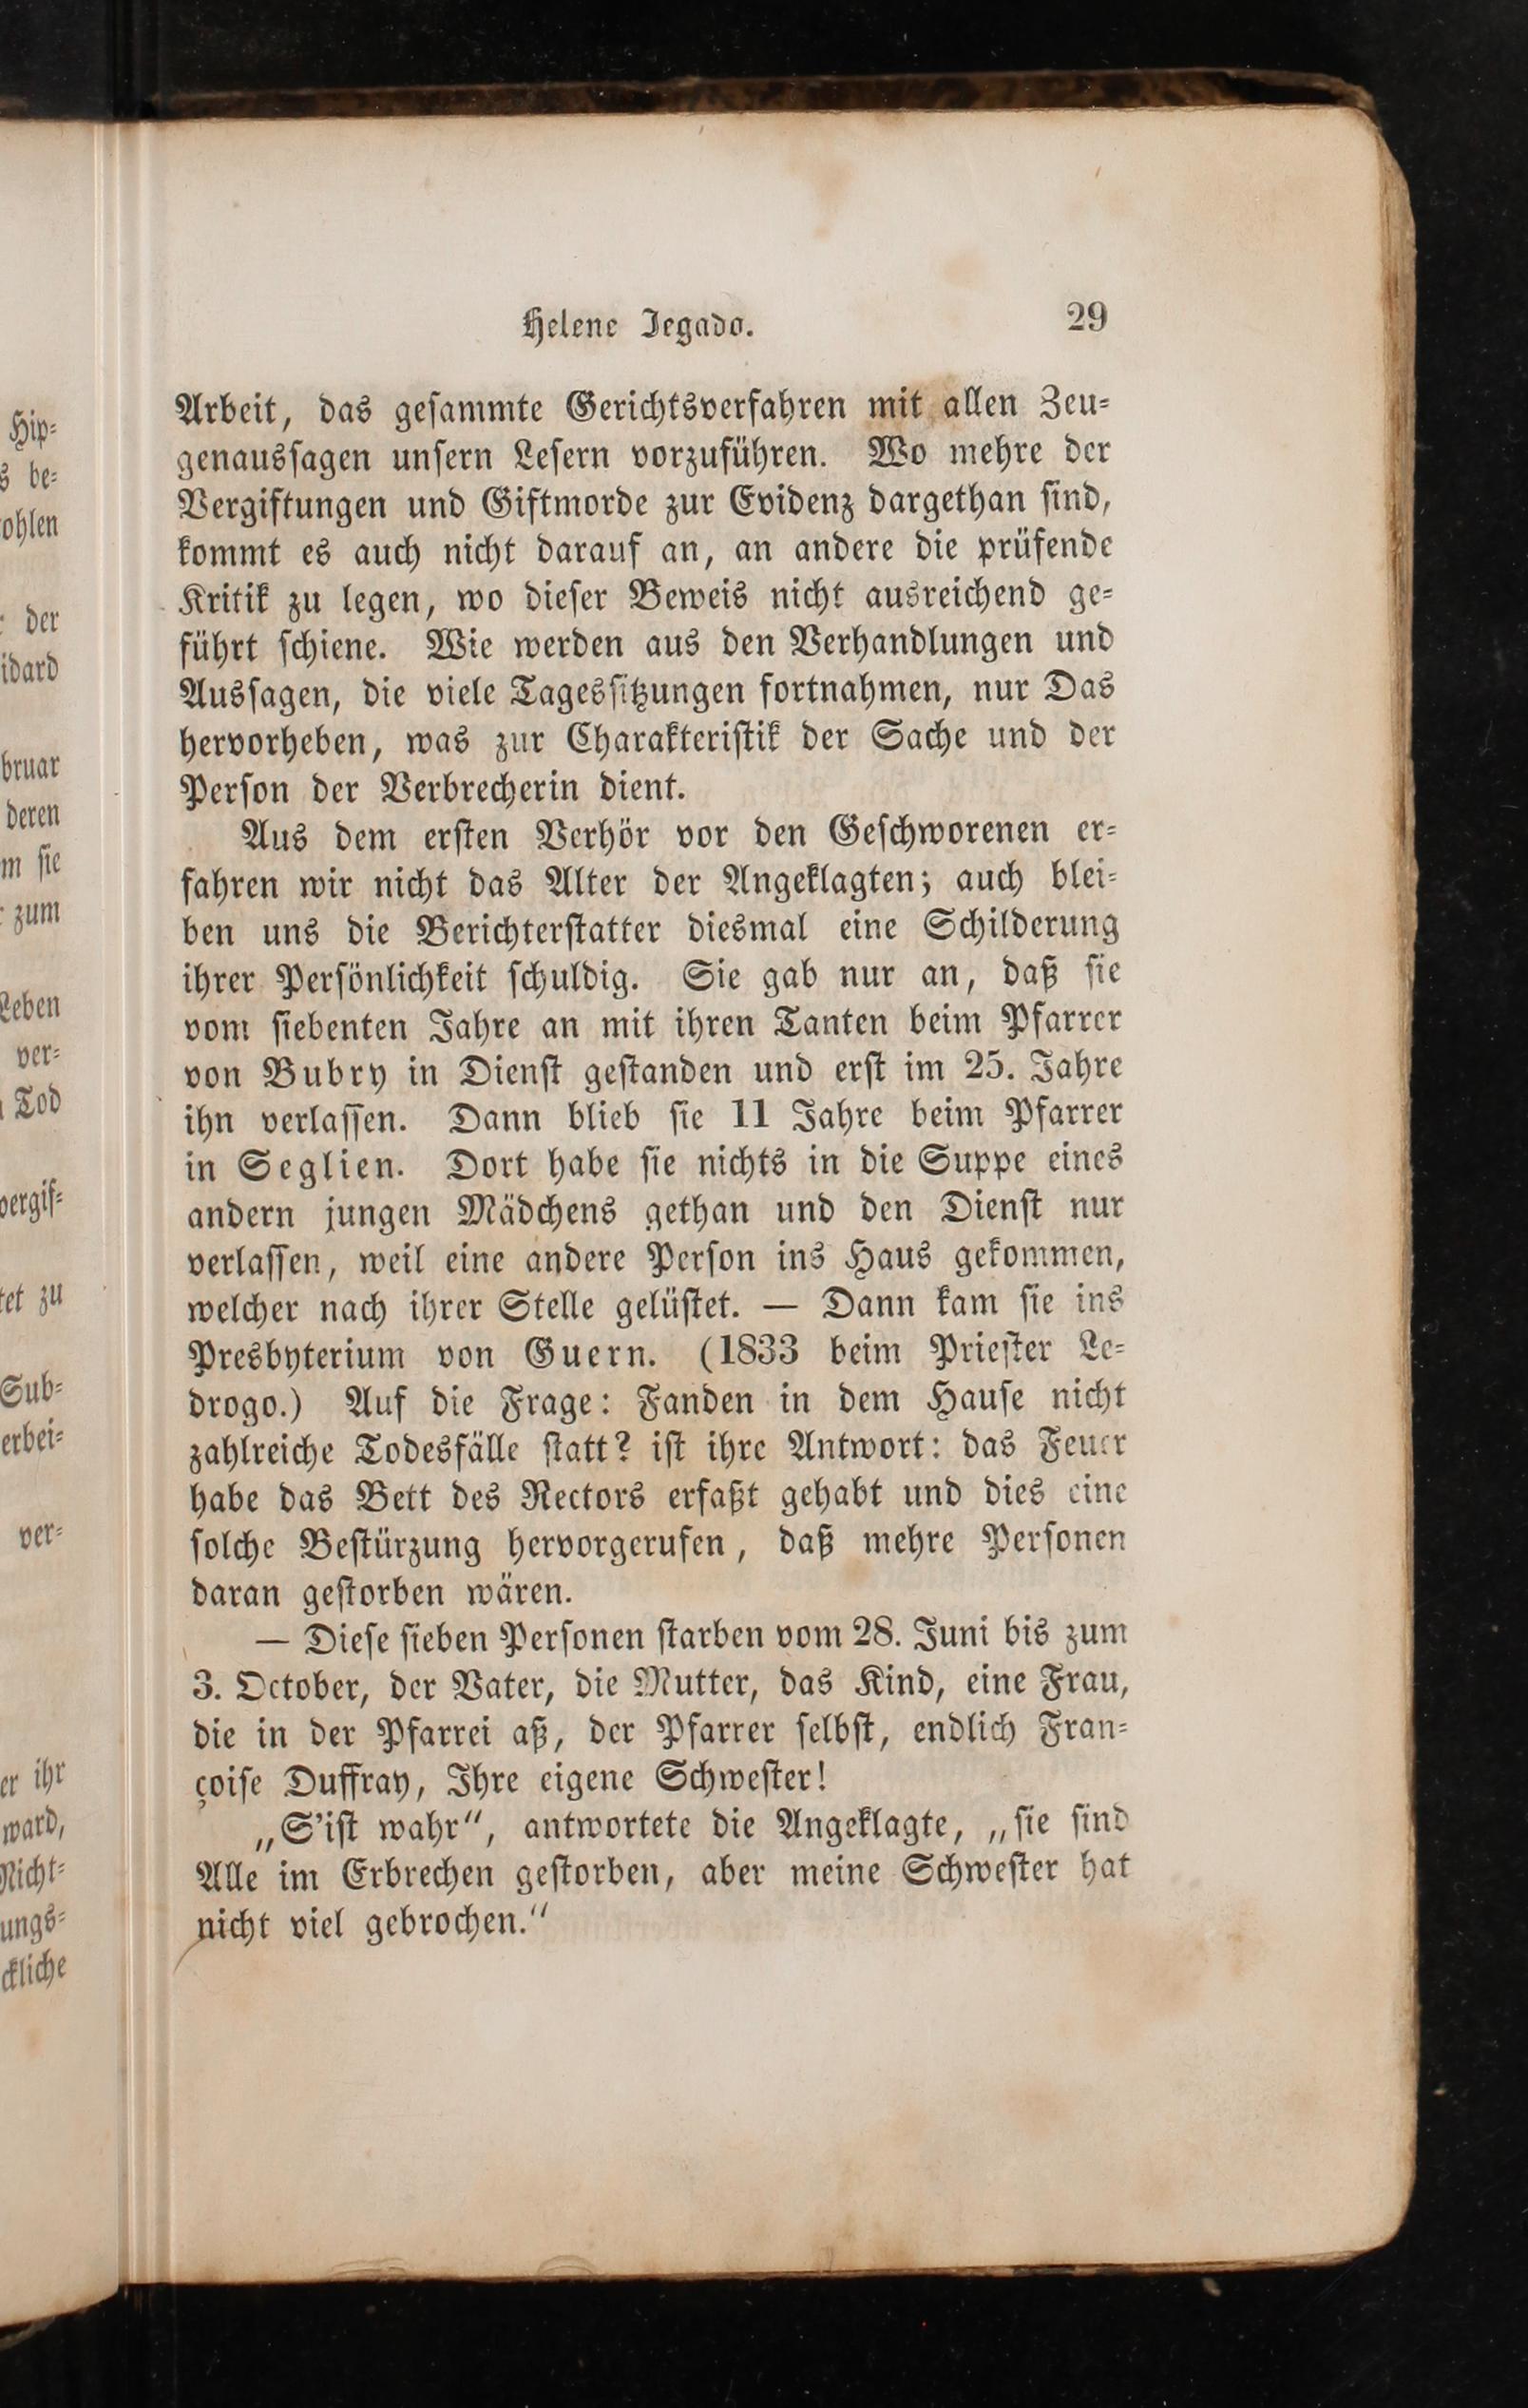 Helene Jegado. 29
Arbeit, das gesammte Gerichtsverfahren mit allen Zeu-
genaussagen unsern Lesern vorzuführen. Wo mehre der
Vergiftungen und Giftmorde zur Evidenz dargethan sind,
kommt es auch nicht darauf an, an andere die prüfende
Kritik zu legen, wo dieser Beweis nicht ausreichend ge-
führt schiene. Wie werden aus den Verhandlungen und
Aussagen, die viele Tagessitzungen fortnahmen, nur Das
hervorheben, was zur Charakteristik der Sache und der
Person der Verbrecherin dient.
Aus dem ersten Verhör vor den Geschworenen er-
fahren wir nicht das Alter der Angeklagten; auch blei-
ben uns die Berichterstatter diesmal eine Schilderung
ihrer Persönlichkeit schuldig. Sie gab nur an, daß sie
vom siebenten Jahre an mit ihren Tanten beim Pfarrer
von Bubry in Dienst gestanden und erst im 25. Jahre
ihn verlassen. Dann blieb sie 11 Jahre beim Pfarrer
in Seglien. Dort habe sie nichts in die Suppe eines
andern jungen Mädchens gethan und den Dienst nur
verlassen, weil eine andere Person ins Haus gekommen,
welcher nach ihrer Stelle gelüstet. — Dann kam sie ins
Presbyterium von Guern. (1833 beim Priester Le-
drogo.) Auf die Frage: Fanden in dem Hause nicht
zahlreiche Todesfälle statt? ist ihre Antwort: das Feuer
habe das Bett des Rectors erfaßt gehabt und dies eine
solche Bestürzung hervorgerufen, daß mehre Personen
daran gestorben wären.
— Diese sieben Personen starben vom 28. Juni bis zum
3. October, der Vater, die Mutter, das Kind, eine Frau,
die in der Pfarrei aß, der Pfarrer selbst, endlich Fran-
çoise Duffray, Ihre eigene Schwester!
„S'ist wahr“, antwortete die Angeklagte, „sie sind
Alle im Erbrechen gestorben, aber meine Schwester hat
nicht viel gebrochen.“